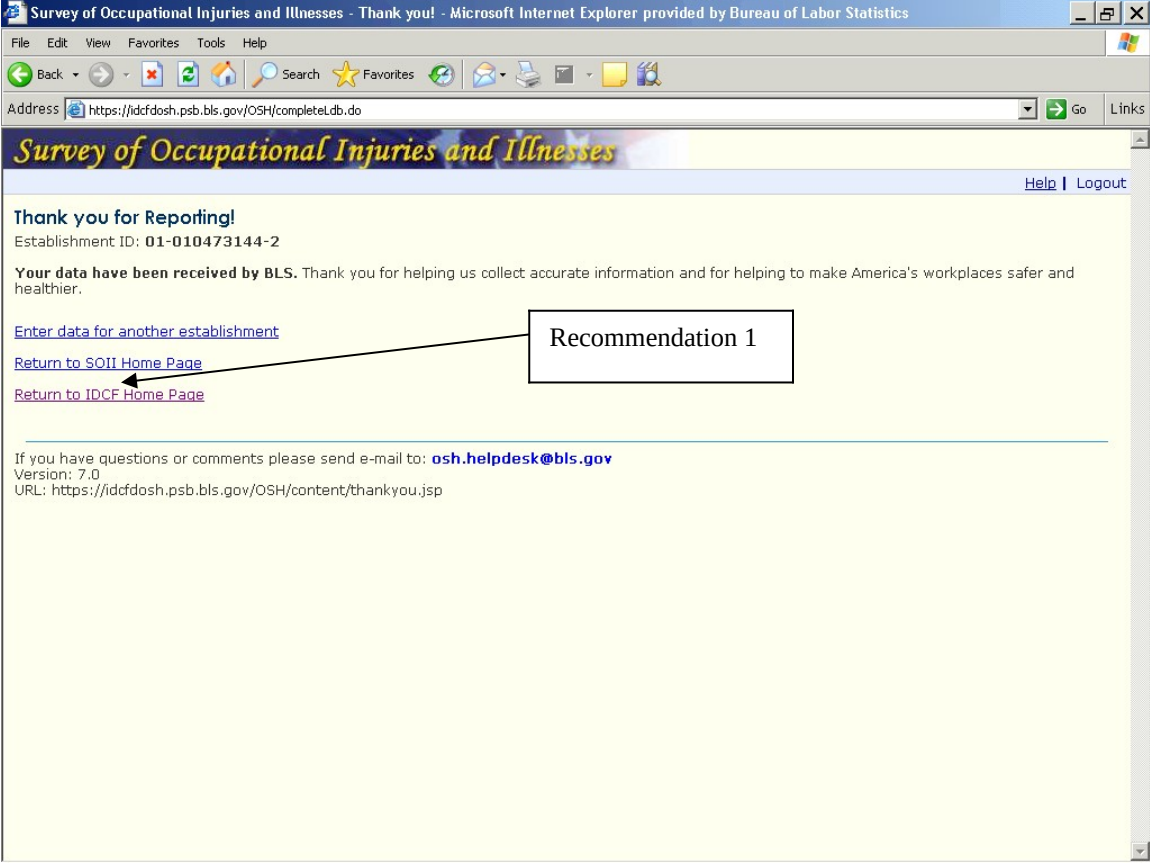 Survey of Occupational Injuries and Illnesses - Thank you! - Microsoft Internet Explorer provided by Bureau of Labor Statistics
File Edit View Favorites Tools Help
Back Search Favorites
Address https://idcfdosh.psb.bls.gov/OSH/completeLdb.do Go Links
Survey of Occupational Injuries and Illnesses
Help | Logout
Thank you for Reporting!
Establishment ID: 01-010473144-2
Your data have been received by BLS. Thank you for helping us collect accurate information and for helping to make America's workplaces safer and
healthier.
Enter data for another establishment
Recommendation 1
Return to SOII Home Page
Return to IDCF Home Page
If you have questions or comments please send e-mail to: osh.helpdesk@bls.gov
Version: 7.0
URL: https://idcfdosh.psb.bls.gov/OSH/content/thankyou.jsp